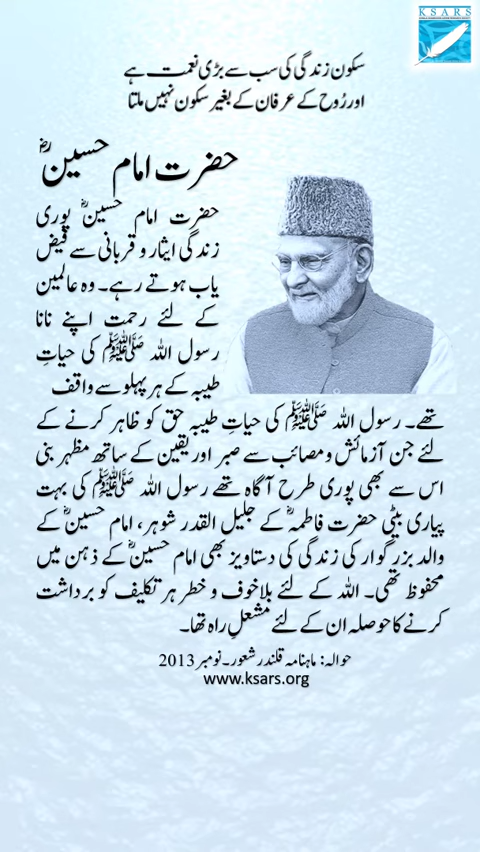 KSARS
سکون زندگی کی سب سے بڑی نعمت ہے
اور رُوح کے عرفان کے بغیر سکون نہیں ملتا
حضرت امام حسینؓ
حضرت امام حسینؓ پوری
زندگی ایثار و قربانی سے فیض
یاب ہوتے رہے۔ وہ عالمین
کے لئے رحمت اپنے نانا
رسول اللہ ﷺ کی حیاتِ
طیبہ کے ہر پہلو سے واقف
تھے۔ رسول اللہ ﷺ کی حیاتِ طیبہ حق کو ظاہر کرنے کے
لئے جن آزمائش و مصائب سے صبر اور یقین کے ساتھ مظہر بنی
اس سے بھی پوری طرح آگاہ تھے رسول اللہ ﷺ کی بہت
پیاری بیٹی حضرت فاطمہؓ کے جلیل القدر شوہر، امام حسینؓ کے
والد بزرگوار کی زندگی کی دستاویز بھی امام حسینؓ کے ذہن میں
محفوظ تھی۔ اللہ کے لئے بلاخوف و خطر ہر تکلیف کو برداشت
کرنے کا حوصلہ ان کے لئے مشعلِ راہ تھا۔
حوالہ: ماہنامہ قلندر شعور۔نومبر 2013
www.ksars.org